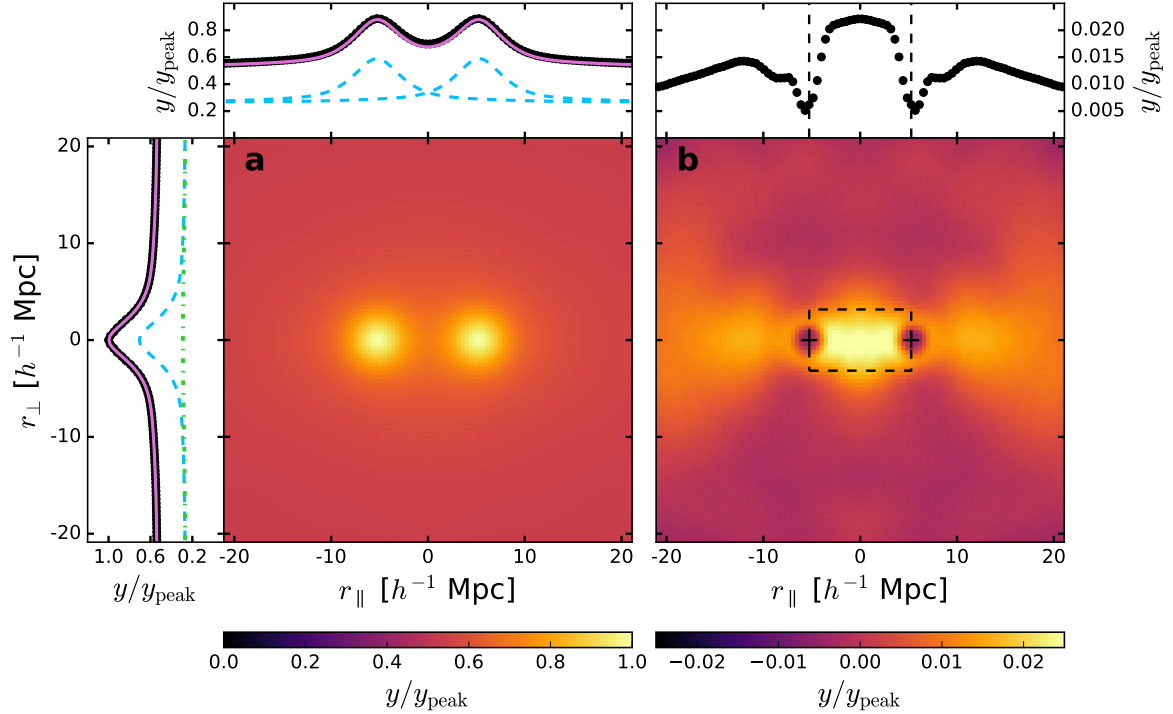 0.8
0.6
0.4
0.2
y/y_peak
0.020
0.015
0.010
0.005
y/y_peak
a
b
20
10
0
-10
-20
r_⊥ [h⁻¹ Mpc]
1.0 0.6 0.2
y/y_peak
-20 -10 0 10 20
r_∥ [h⁻¹ Mpc]
-20 -10 0 10 20
r_∥ [h⁻¹ Mpc]
0.0 0.2 0.4 0.6 0.8 1.0
y/y_peak
−0.02 −0.01 0.00 0.01 0.02
y/y_peak